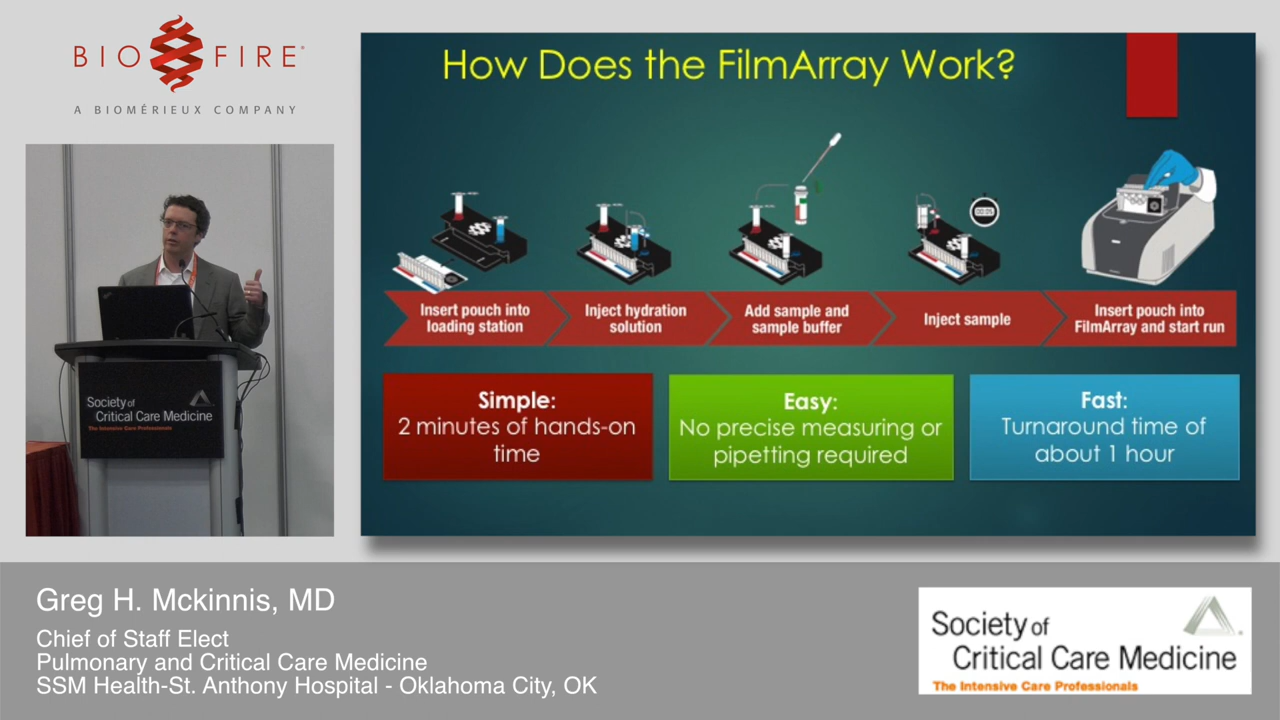 BIO FIRE®
A BIOMÉRIEUX COMPANY
How Does the FilmArray Work?
00:05
Insert pouch into
loading station
Inject hydration
solution
Add sample and
sample buffer
Inject sample
Insert pouch into
FilmArray and start run
Simple:
2 minutes of hands-on
time
Easy:
No precise measuring or
pipetting required
Fast:
Turnaround time of
about 1 hour
Society of
Critical Care Medicine
The Intensive Care Professionals
Greg H. Mckinnis, MD
Chief of Staff Elect
Pulmonary and Critical Care Medicine
SSM Health-St. Anthony Hospital - Oklahoma City, OK
Society of
Critical Care Medicine
The Intensive Care Professionals